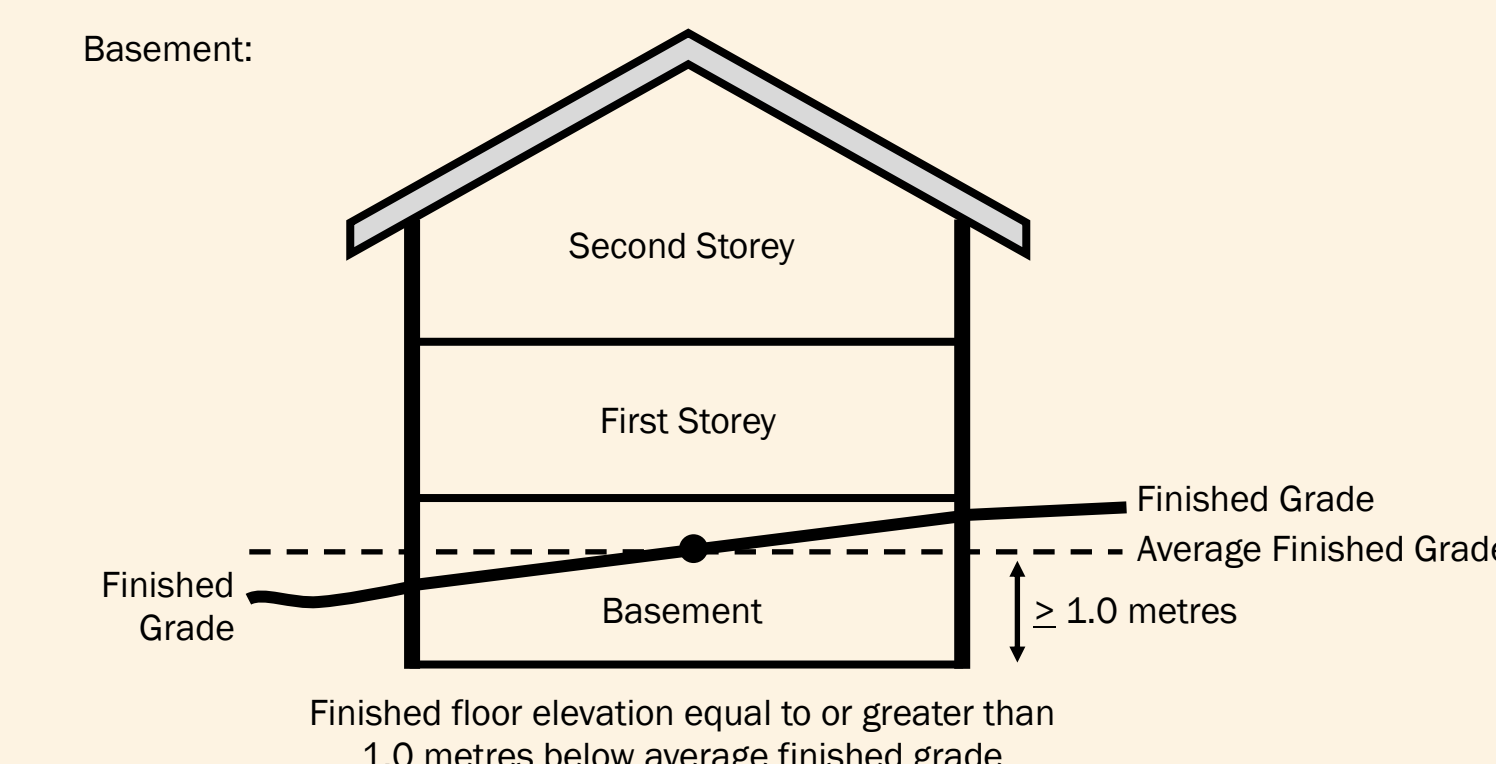 Basement:
Second Storey
First Storey
Finished Grade
Average Finished Grade
Finished
Grade
Basement
≥ 1.0 metres
Finished floor elevation equal to or greater than
1.0 metres below average finished grade